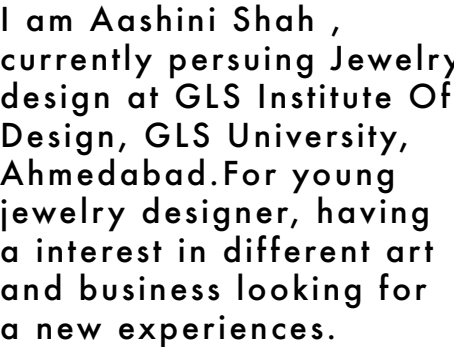 I am Aashini Shah ,
currently persuing Jewelry
design at GLS Institute Of
Design, GLS University,
Ahmedabad.For young
jewelry designer, having
a interest in different art
and business looking for
a new experiences.